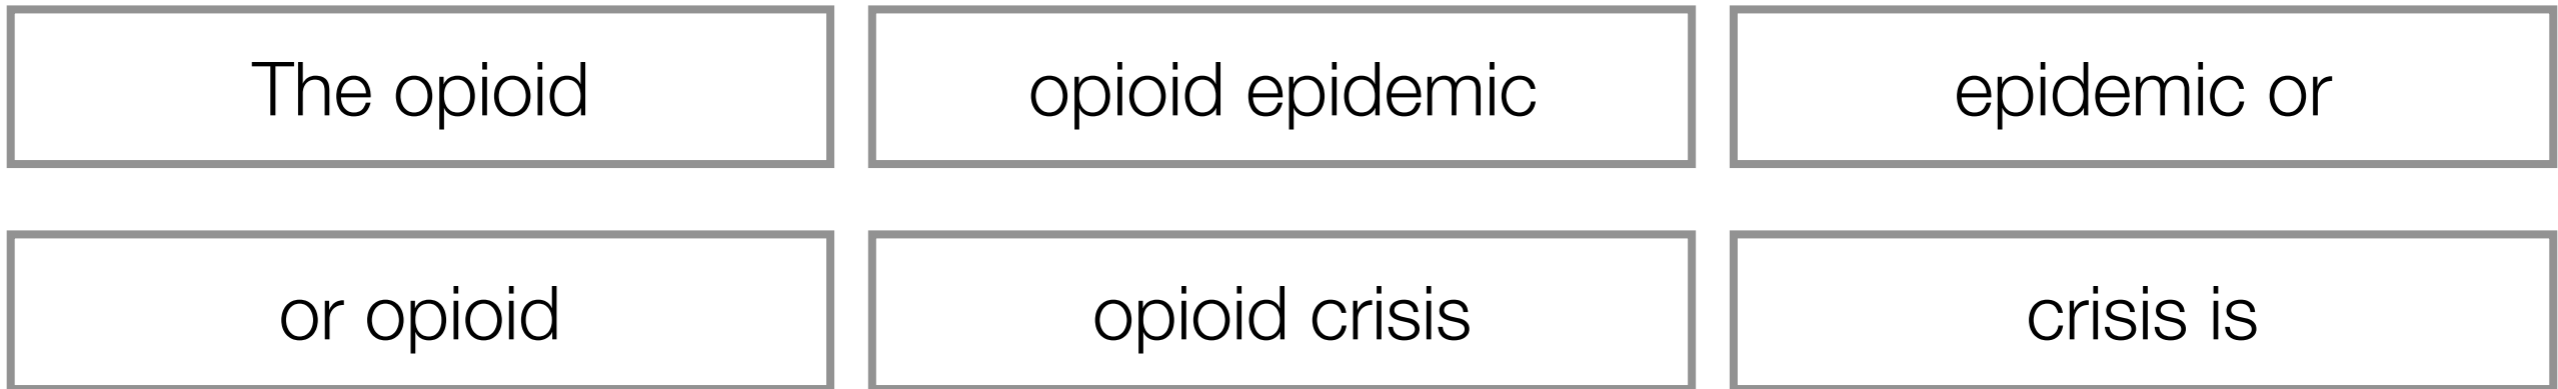 The opioid
opioid epidemic
epidemic or
or opioid
opioid crisis
crisis is